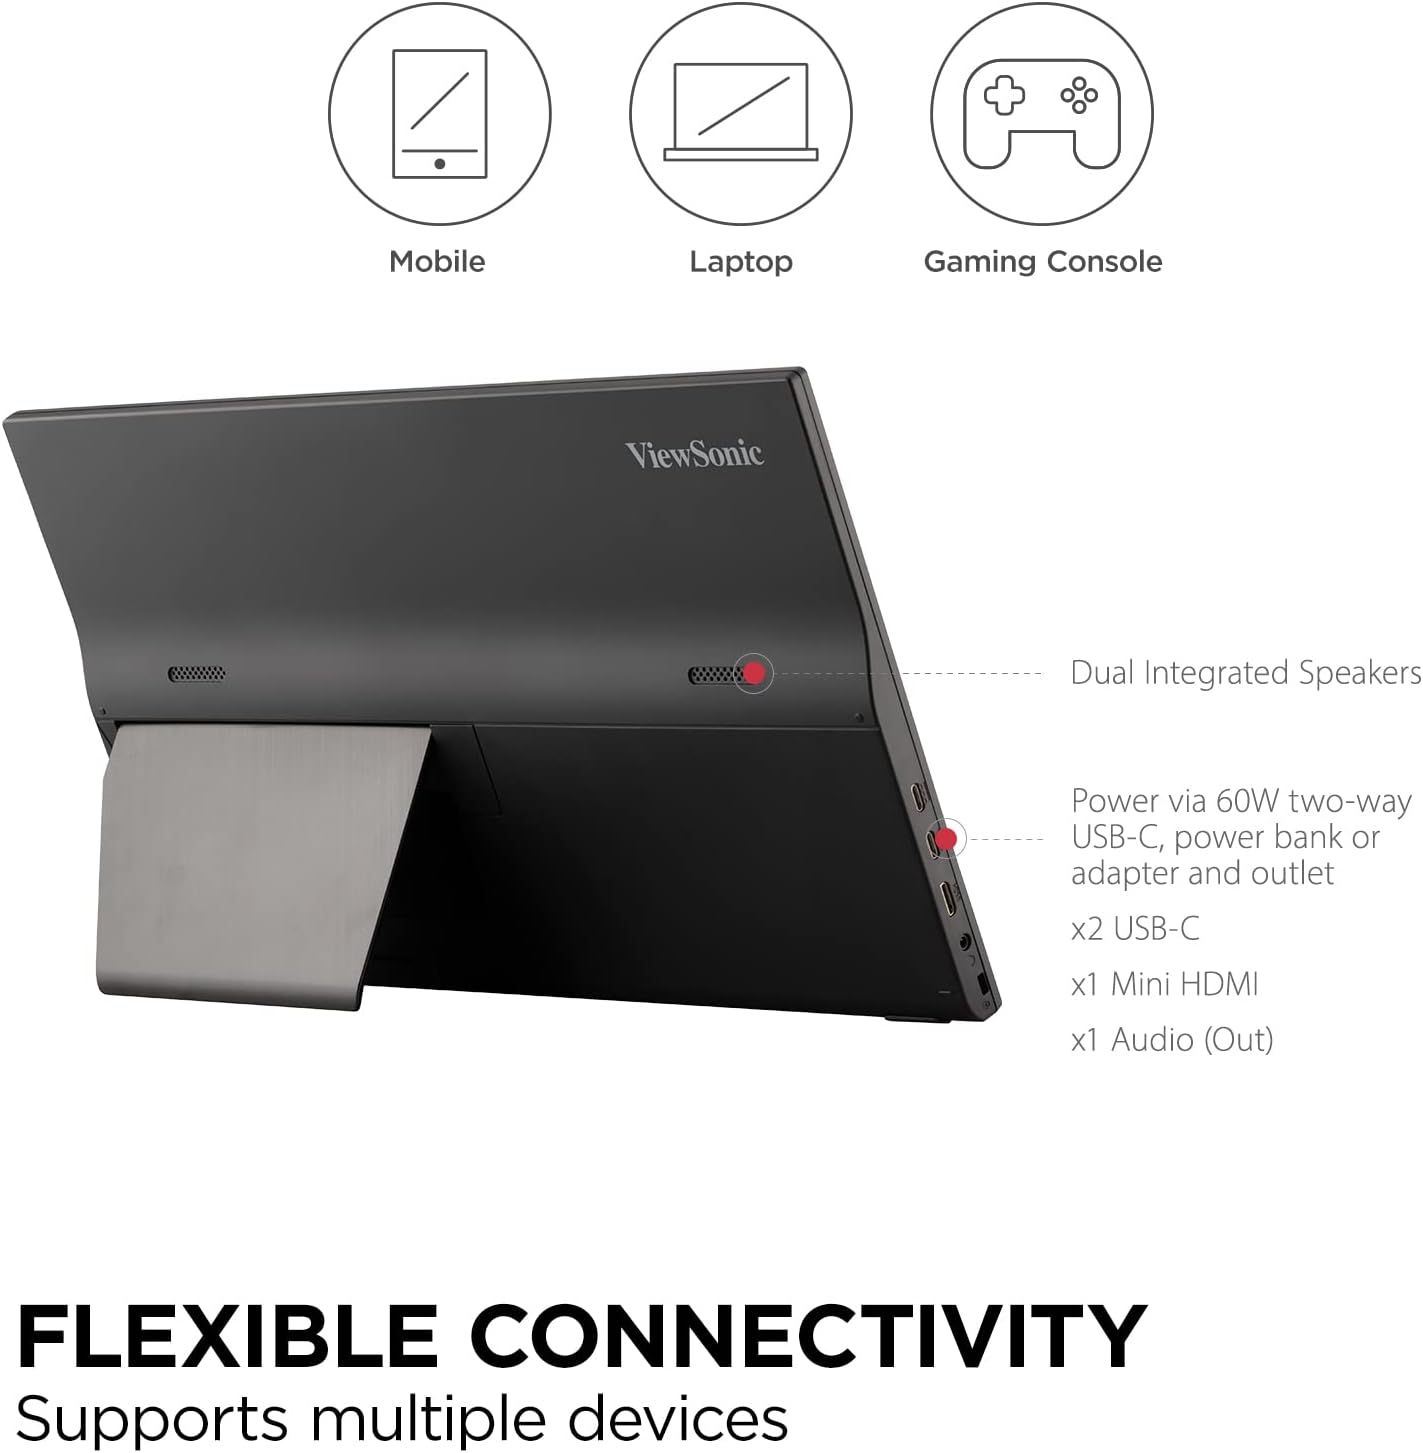 Mobile
Laptop
Gaming Console
ViewSonic
Dual Integrated Speakers
Power via 60W two-way
USB-C, power bank or
adapter and outlet
x2 USB-C
x1 Mini HDMI
x1 Audio (Out)
FLEXIBLE CONNECTIVITY
Supports multiple devices